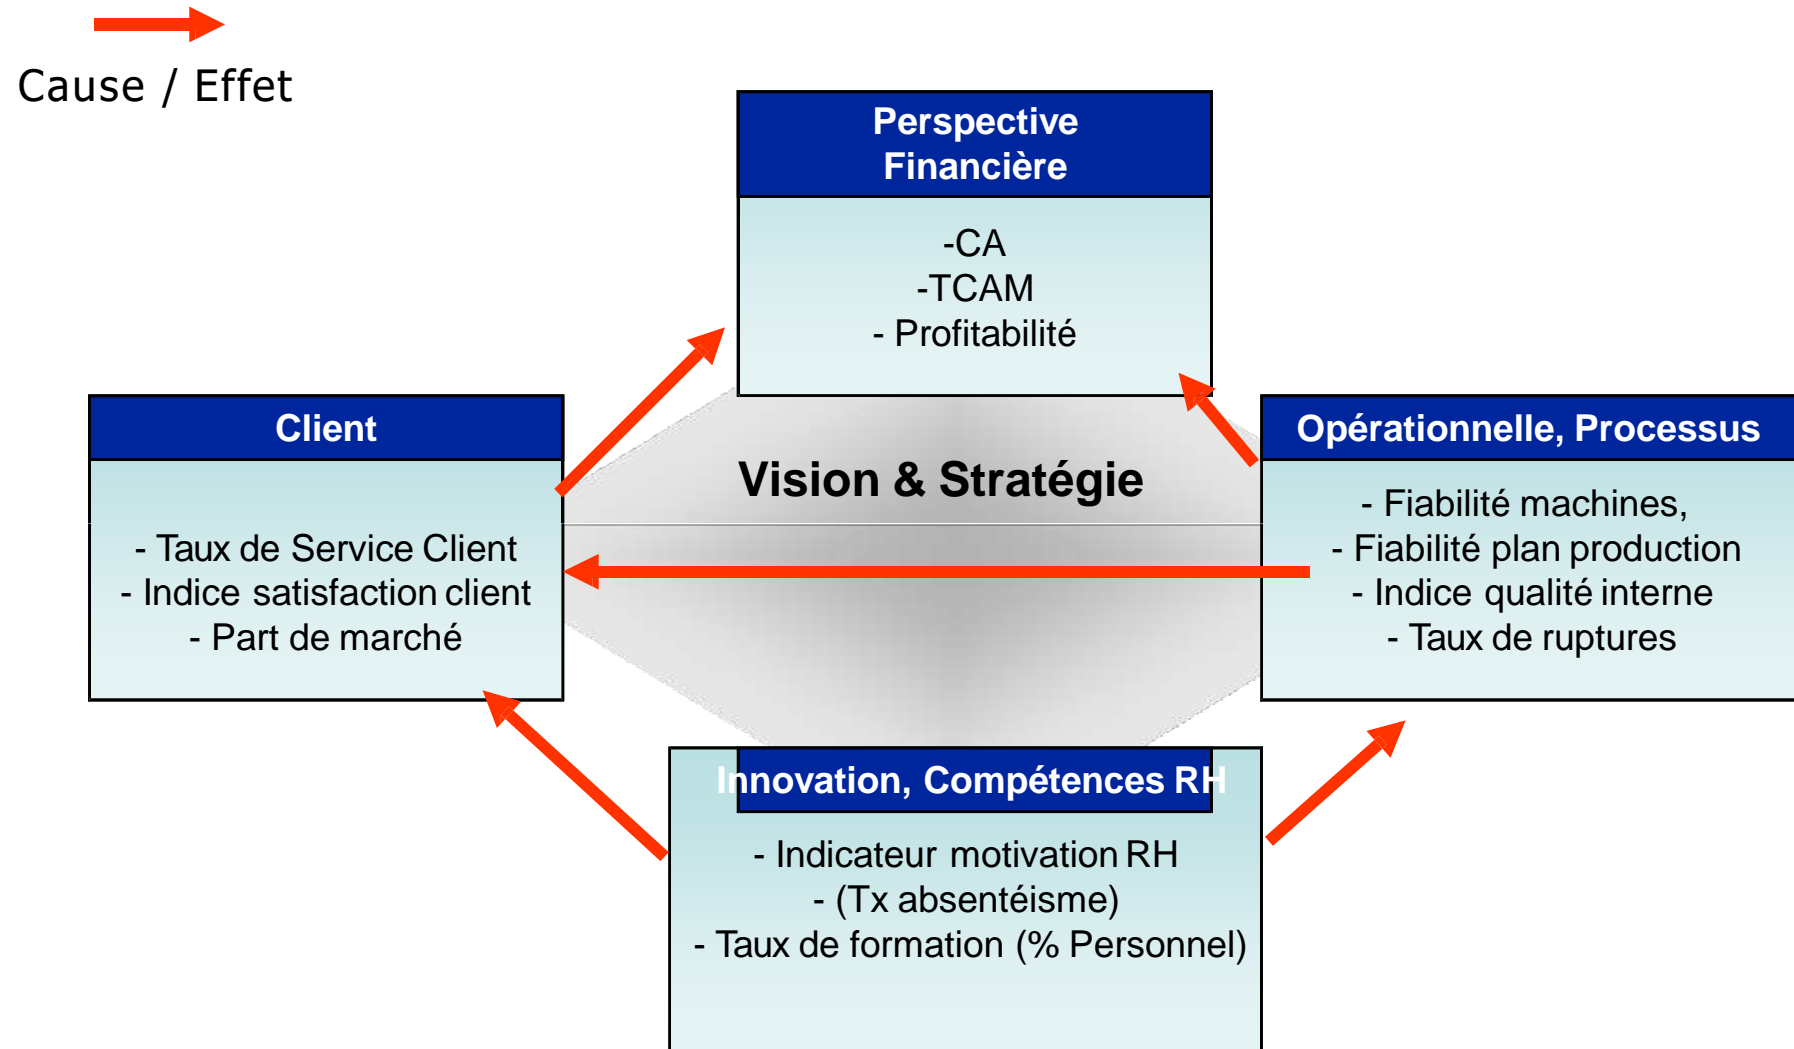 Cause / Effet
Perspective
Financière
-CA
-TCAM
- Profitabilité
Client
- Taux de Service Client
- Indice satisfaction client
- Part de marché
Vision & Stratégie
Opérationnelle, Processus
- Fiabilité machines,
- Fiabilité plan production
- Indice qualité interne
- Taux de ruptures
Innovation, Compétences RH
- Indicateur motivation RH
- (Tx absentéisme)
- Taux de formation (% Personnel)